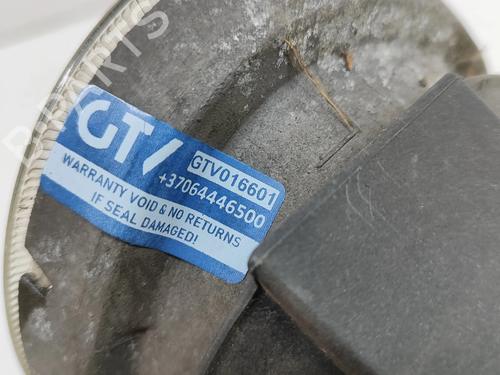 GTV
GTV016601
+37064446500
WARRANTY VOID & NO RETURNS
IF SEAL DAMAGED!